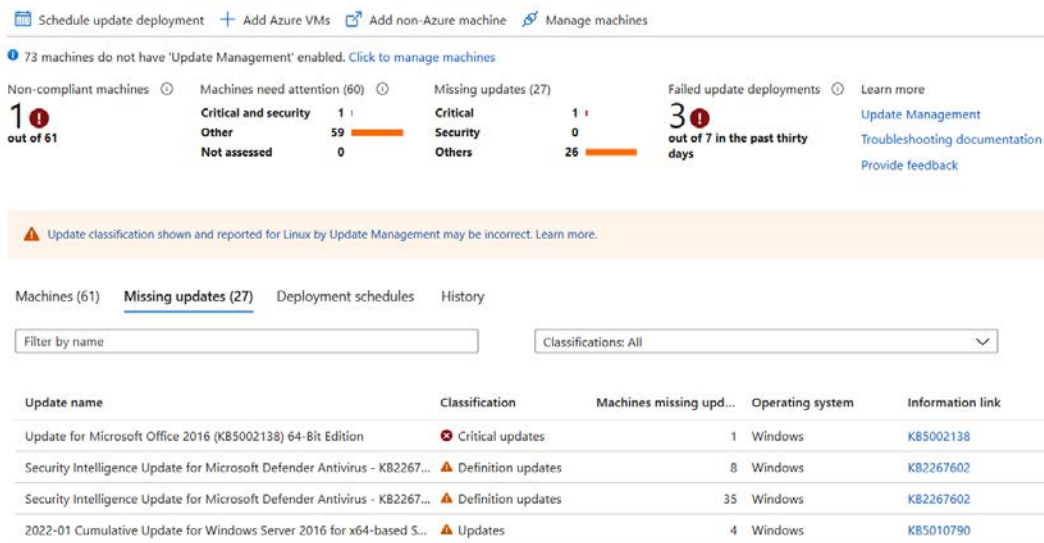 Schedule update deployment Add Azure VMs Add non-Azure machine Manage machines
73 machines do not have 'Update Management' enabled. Click to manage machines
Non-compliant machines Machines need attention (60) Missing updates (27) Failed update deployments Learn more
1 Critical and security 1 Critical 1 3 Update Management
out of 61 Other 59 Security 0 out of 7 in the past thirty days Troubleshooting documentation
Not assessed 0 Others 26 Provide feedback
Update classification shown and reported for Linux by Update Management may be incorrect. Learn more.
Machines (61) Missing updates (27) Deployment schedules History
Filter by name Classifications: All
Update name Classification Machines missing upd... Operating system Information link
Update for Microsoft Office 2016 (KB5002138) 64-Bit Edition Critical updates 1 Windows KB5002138
Security Intelligence Update for Microsoft Defender Antivirus - KB2267... Definition updates 8 Windows KB2267602
Security Intelligence Update for Microsoft Defender Antivirus - KB2267... Definition updates 35 Windows KB2267602
2022-01 Cumulative Update for Windows Server 2016 for x64-based S... Updates 4 Windows KB5010790